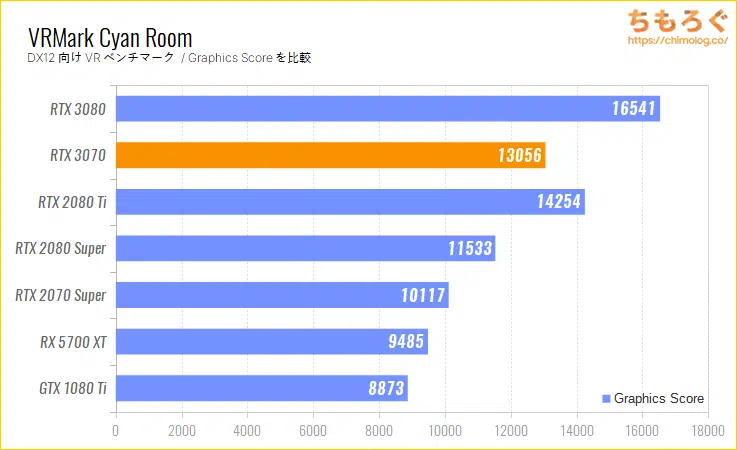 VRMark Cyan Room
DX12 向け VR ベンチマーク / Graphics Score を比較
ちもろぐ
https://chimolog.co/
RTX 3080 16541
RTX 3070 13056
RTX 2080 Ti 14254
RTX 2080 Super 11533
RTX 2070 Super 10117
RX 5700 XT 9485
GTX 1080 Ti 8873
Graphics Score
0 2000 4000 6000 8000 10000 12000 14000 16000 18000